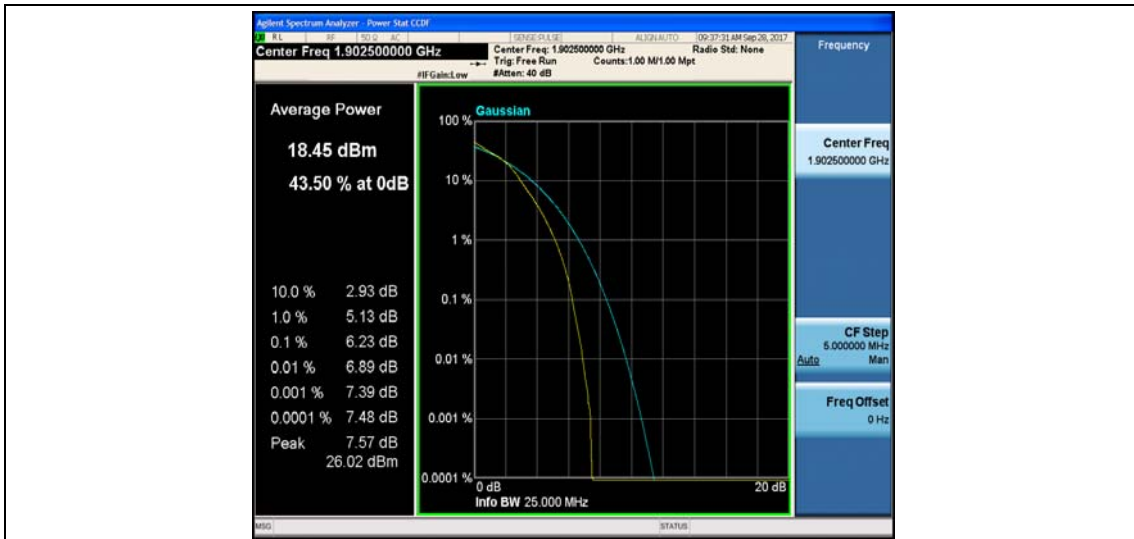 Agilent Spectrum Analyzer - Power Stat CCDF
RL RF 50 Ω AC SENSE:PULSE ALIGN AUTO 09:37:31 AM Sep 28, 2017
Center Freq 1.902500000 GHz
Center Freq: 1.902500000 GHz Radio Std: None
Trig: Free Run Counts:1.00 M/1.00 Mpt
#IFGain:Low #Atten: 40 dB
Frequency
Average Power
18.45 dBm
43.50 % at 0dB
10.0 % 2.93 dB
1.0 % 5.13 dB
0.1 % 6.23 dB
0.01 % 6.89 dB
0.001 % 7.39 dB
0.0001 % 7.48 dB
Peak 7.57 dB
26.02 dBm
Gaussian
100 %
10 %
1 %
0.1 %
0.01 %
0.001 %
0.0001 %
0 dB 20 dB
Info BW 25.000 MHz
Center Freq
1.902500000 GHz
CF Step
5.000000 MHz
Auto Man
Freq Offset
0 Hz
MSG STATUS